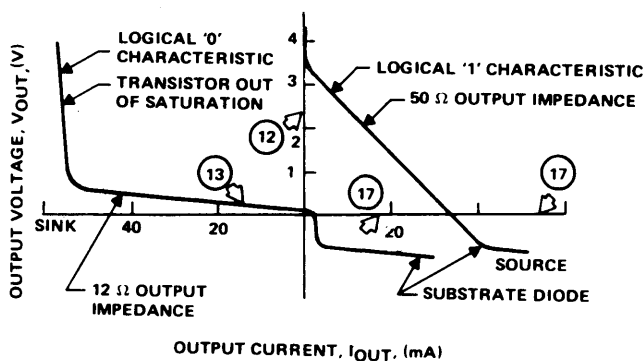 LOGICAL '0'
CHARACTERISTIC
TRANSISTOR OUT
OF SATURATION
4
3
2
1
LOGICAL '1' CHARACTERISTIC
50 Ω OUTPUT IMPEDANCE
12
13
17
17
SINK
40
20
20
SOURCE
SUBSTRATE DIODE
12 Ω OUTPUT
IMPEDANCE
OUTPUT VOLTAGE, VOUT, (V)
OUTPUT CURRENT, IOUT, (mA)